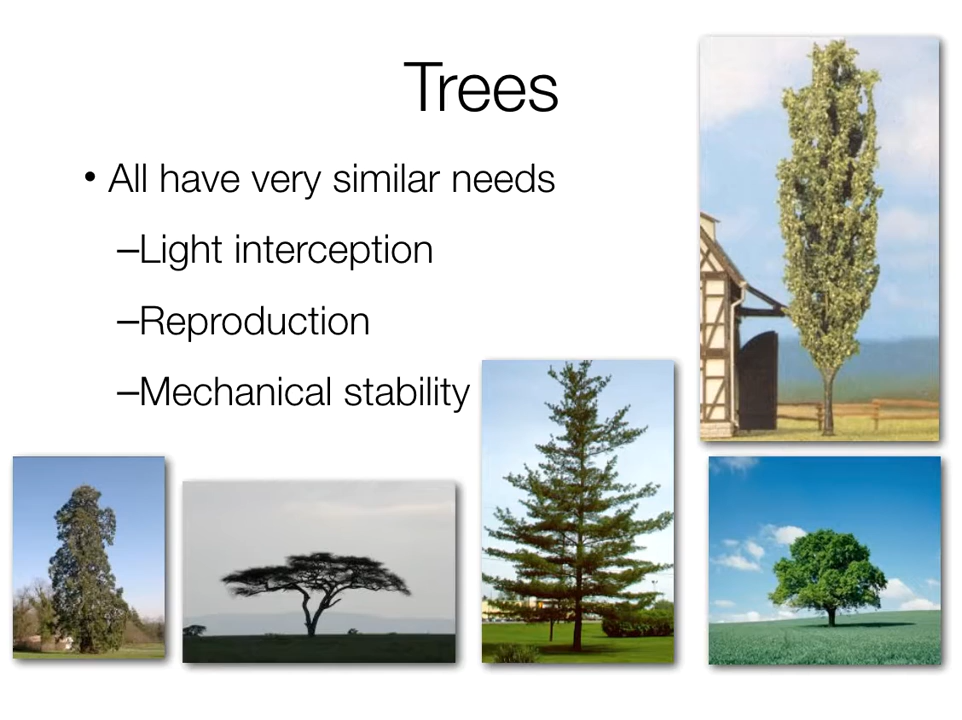 Trees
• All have very similar needs
–Light interception
–Reproduction
–Mechanical stability